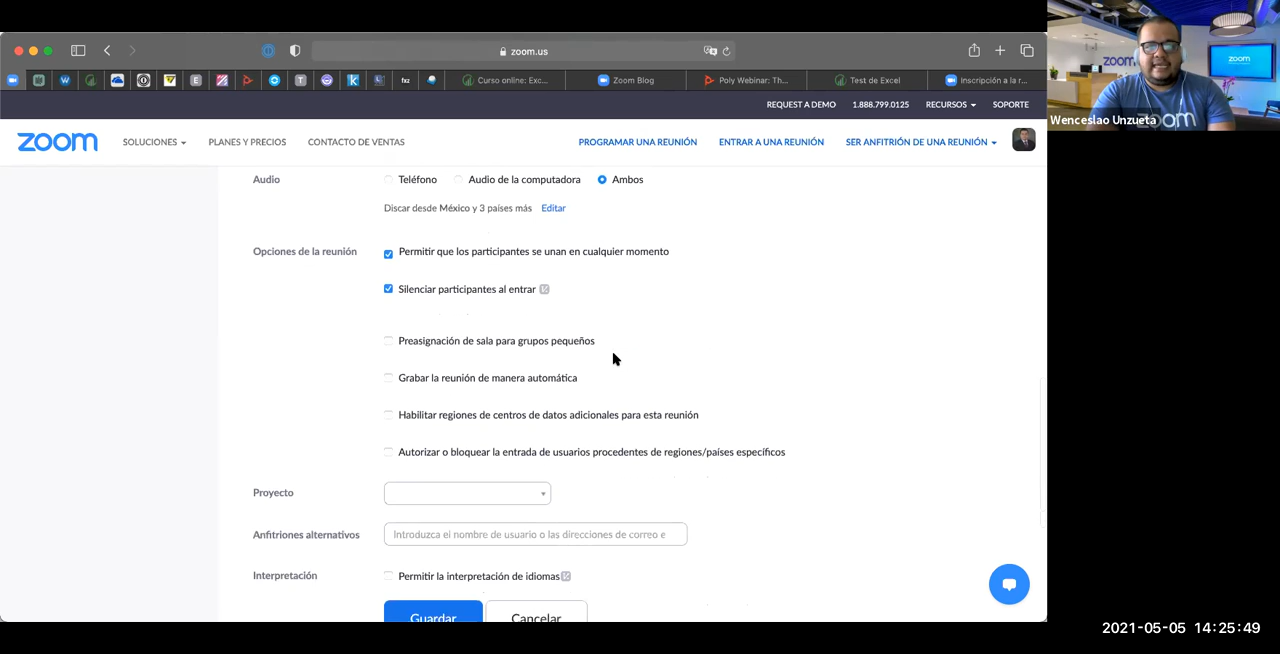 zoom.us
Curso online: Exc...
Zoom Blog
Poly Webinar: Th...
Test de Excel
Inscripción a la r...
REQUEST A DEMO 1.888.799.0125 RECURSOS SOPORTE
zoom SOLUCIONES PLANES Y PRECIOS CONTACTO DE VENTAS PROGRAMAR UNA REUNIÓN ENTRAR A UNA REUNIÓN SER ANFITRIÓN DE UNA REUNIÓN
zoom
zoom
zoom
Wenceslao Unzueta
Audio Teléfono Audio de la computadora Ambos
Discar desde México y 3 países más Editar
Opciones de la reunión Permitir que los participantes se unan en cualquier momento
Silenciar participantes al entrar
Preasignación de sala para grupos pequeños
Grabar la reunión de manera automática
Habilitar regiones de centros de datos adicionales para esta reunión
Autorizar o bloquear la entrada de usuarios procedentes de regiones/países específicos
Proyecto
Anfitriones alternativos Introduzca el nombre de usuario o las direcciones de correo e
Interpretación Permitir la interpretación de idiomas
Guardar Cancelar
2021-05-05 14:25:49